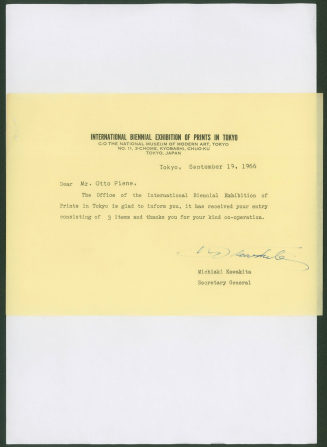 INTERNATIONAL BIENNIAL EXHIBITION OF PRINTS IN TOKYO
C/O THE NATIONAL MUSEUM OF MODERN ART, TOKYO
NO. 11, 3-CHOME, KYOBASHI, CHUO-KU
TOKYO, JAPAN
Tokyo, September 19, 1966
Dear Mr. Otto Piene.
The Office of the International Biennial Exhibition of
Prints in Tokyo is glad to inform you, it has received your entry
consisting of 3 items and thanks you for your kind co-operation.
Michiaki Kawakita
Secretary General